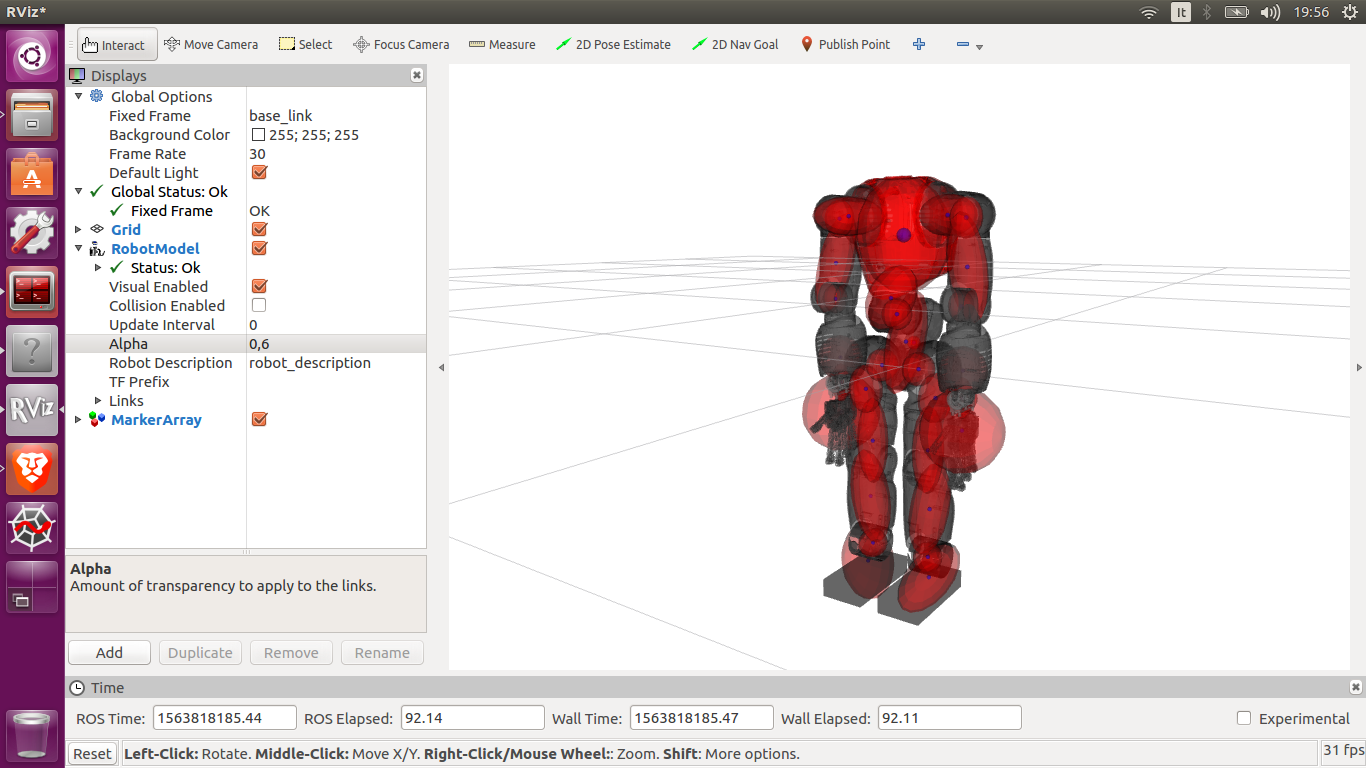 RViz*
It
19:56
Interact
Move Camera
Select
Focus Camera
Measure
2D Pose Estimate
2D Nav Goal
Publish Point
Displays
Global Options
Fixed Frame base_link
Background Color 255; 255; 255
Frame Rate 30
Default Light
Global Status: Ok
Fixed Frame OK
Grid
RobotModel
Status: Ok
Visual Enabled
Collision Enabled
Update Interval 0
Alpha 0,6
Robot Description robot_description
TF Prefix
Links
MarkerArray
RViz
Alpha
Amount of transparency to apply to the links.
Add
Duplicate
Remove
Rename
Time
ROS Time: 1563818185.44 ROS Elapsed: 92.14 Wall Time: 1563818185.47 Wall Elapsed: 92.11 Experimental
Reset
Left-Click: Rotate. Middle-Click: Move X/Y. Right-Click/Mouse Wheel:: Zoom. Shift: More options.
31 fps